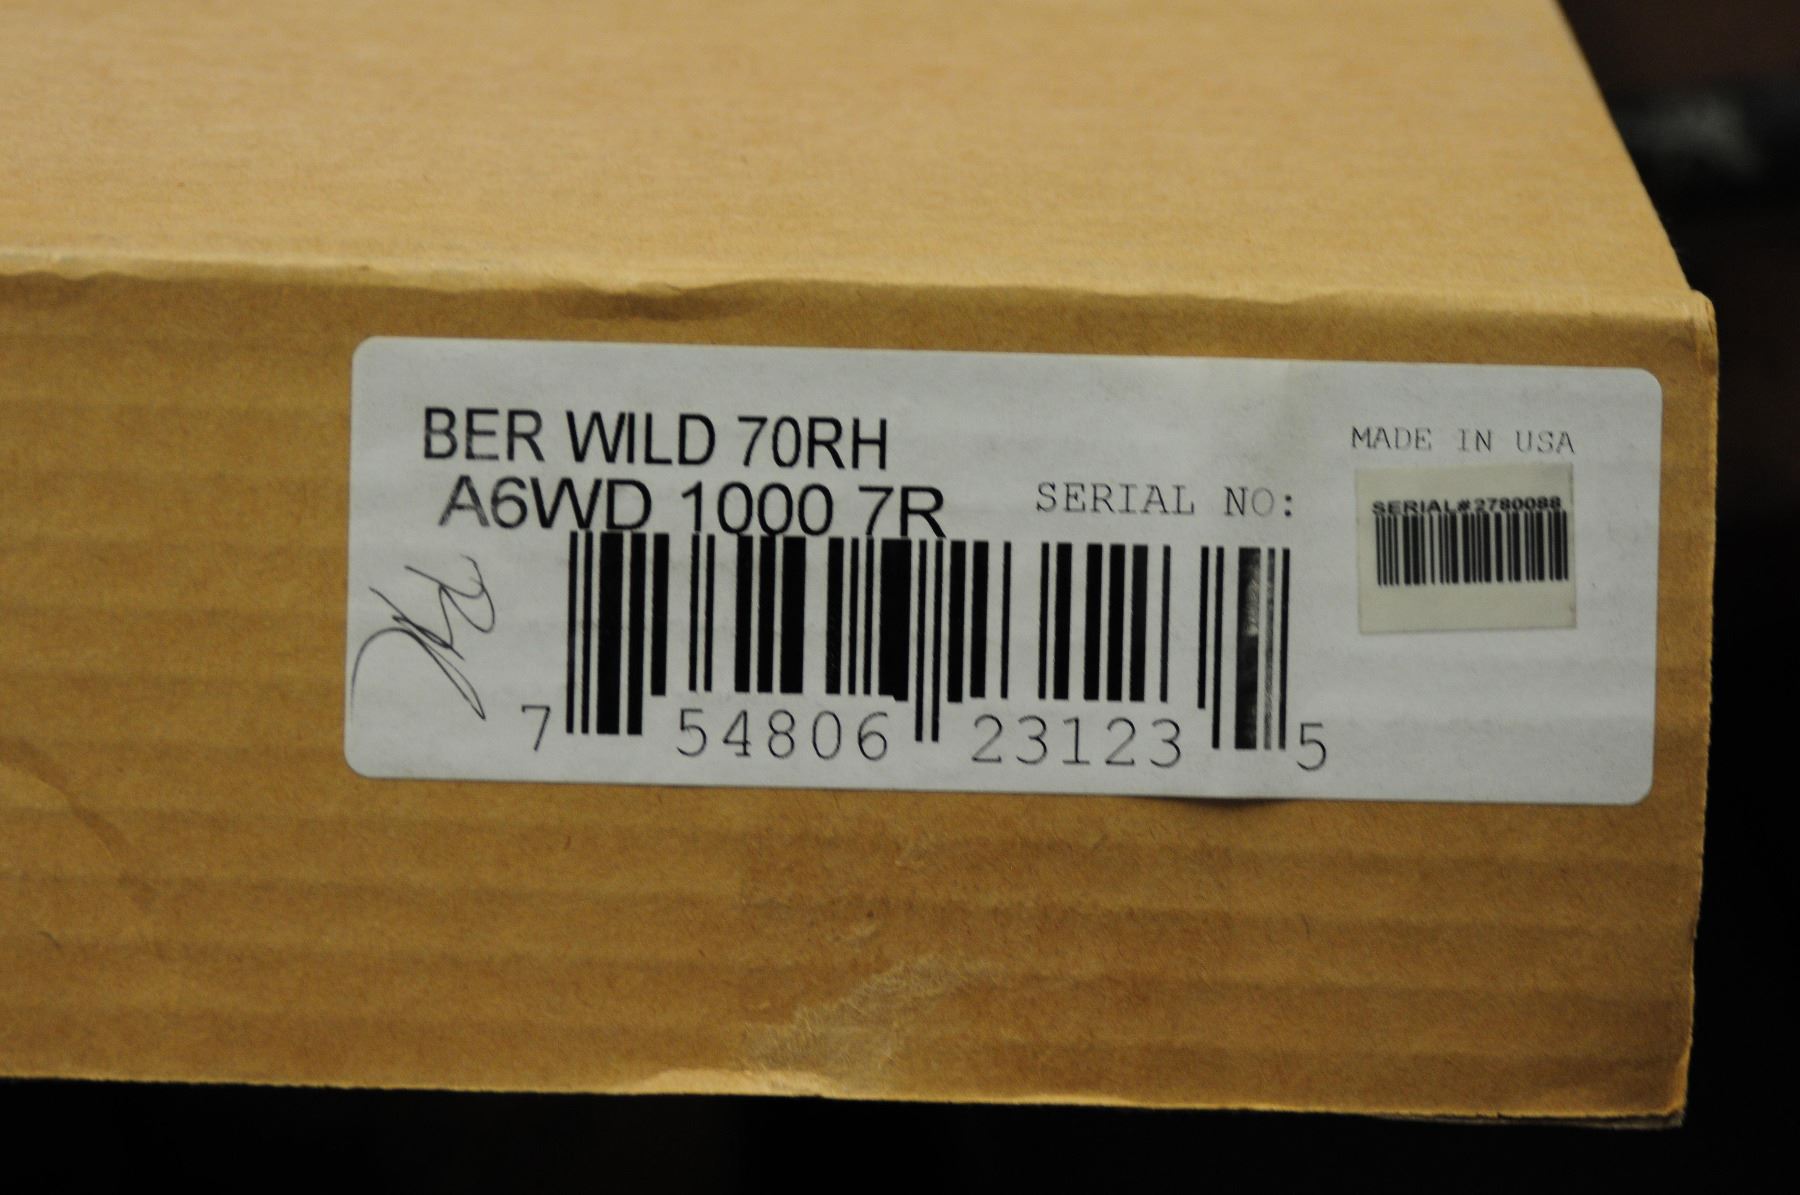 BER WILD 70RH
A6WD 1000 7R
SERIAL NO:
MADE IN USA
SERIAL#2780088
7 54806 23123 5